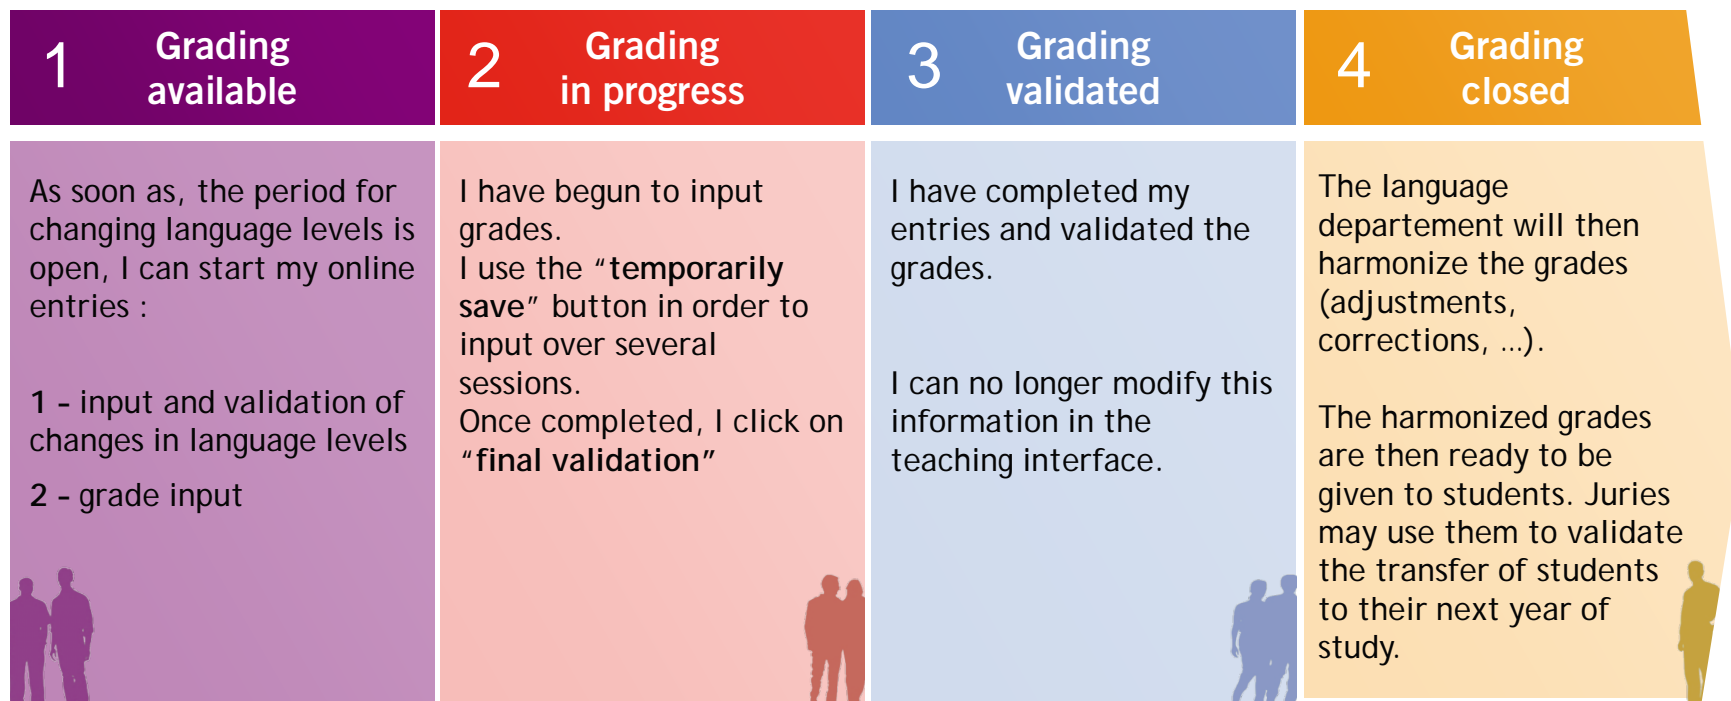 1
Grading
available
As soon as, the period for
changing language levels is
open, I can start my online
entries :
1 - input and validation of
changes in language levels
2 - grade input
2
Grading
in progress
I have begun to input
grades.
I use the “temporarily
save” button in order to
input over several
sessions.
Once completed, I click on
“final validation”
3
Grading
validated
I have completed my
entries and validated the
grades.
I can no longer modify this
information in the
teaching interface.
4
Grading
closed
The language
departement will then
harmonize the grades
(adjustments,
corrections, …).
The harmonized grades
are then ready to be
given to students. Juries
may use them to validate
the transfer of students
to their next year of
study.